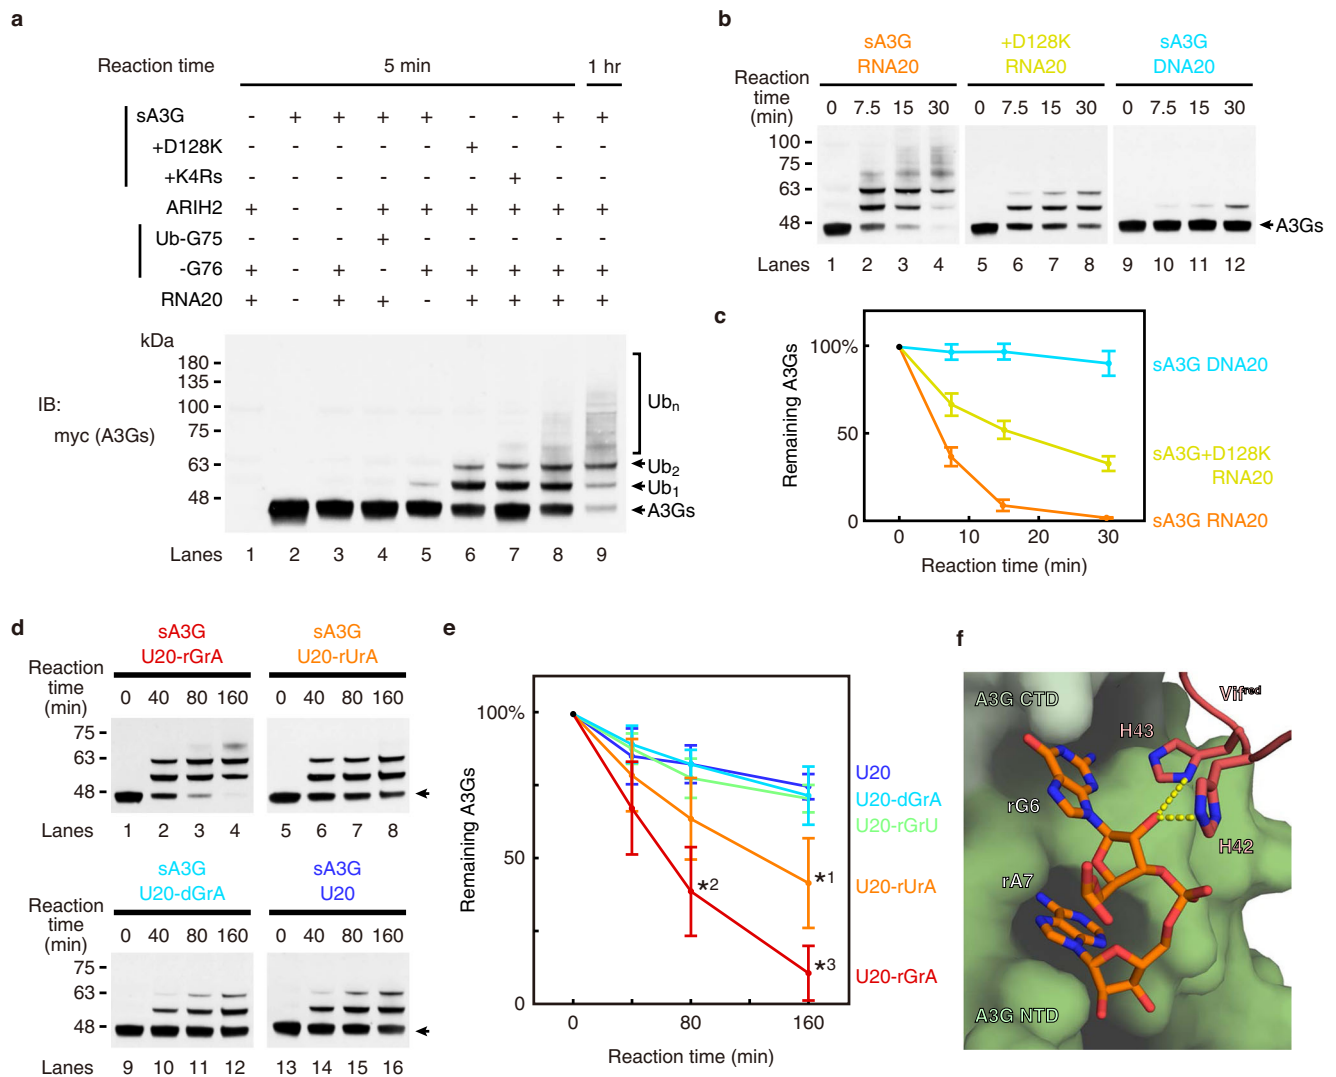 a
Reaction time 5 min 1 hr
sA3G - + + + + - - + +
+D128K - - - - - + - - -
+K4Rs - - - - - - + - -
ARIH2 + - - + + + + + +
Ub-G75 - - - + - - - - -
-G76 + - + - + + + + +
RNA20 + - + + - + + + +
kDa
180
135
100
75
63
48
IB:
myc (A3Gs)
Ubn
Ub2
Ub1
A3Gs
Lanes 1 2 3 4 5 6 7 8 9
b
sA3G +D128K sA3G
RNA20 RNA20 DNA20
Reaction
time
(min)
0 7.5 15 30 0 7.5 15 30 0 7.5 15 30
100
75
63
48
A3Gs
Lanes 1 2 3 4 5 6 7 8 9 10 11 12
c
Remaining A3Gs
100%
50
0
0 10 20 30
Reaction time (min)
sA3G DNA20
sA3G+D128K
RNA20
sA3G RNA20
d
sA3G sA3G
U20-rGrA U20-rUrA
Reaction
time
(min)
0 40 80 160 0 40 80 160
75
63
48
Lanes 1 2 3 4 5 6 7 8
sA3G sA3G
U20-dGrA U20
Reaction
time
(min)
0 40 80 160 0 40 80 160
75
63
48
Lanes 9 10 11 12 13 14 15 16
e
Remaining A3Gs
100%
50
0
0 80 160
Reaction time (min)
*2
*1
*3
U20
U20-dGrA
U20-rGrU
U20-rUrA
U20-rGrA
f
A3G CTD
Vifred
H43
rG6
H42
rA7
A3G NTD